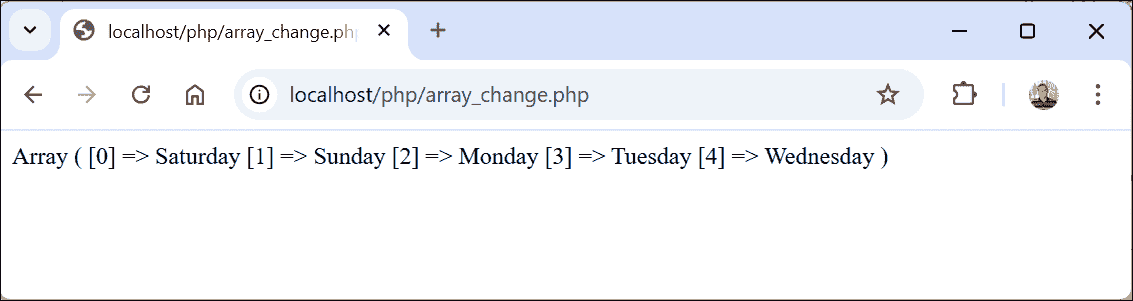 localhost/php/array_change.php
localhost/php/array_change.php
Array ( [0] => Saturday [1] => Sunday [2] => Monday [3] => Tuesday [4] => Wednesday )